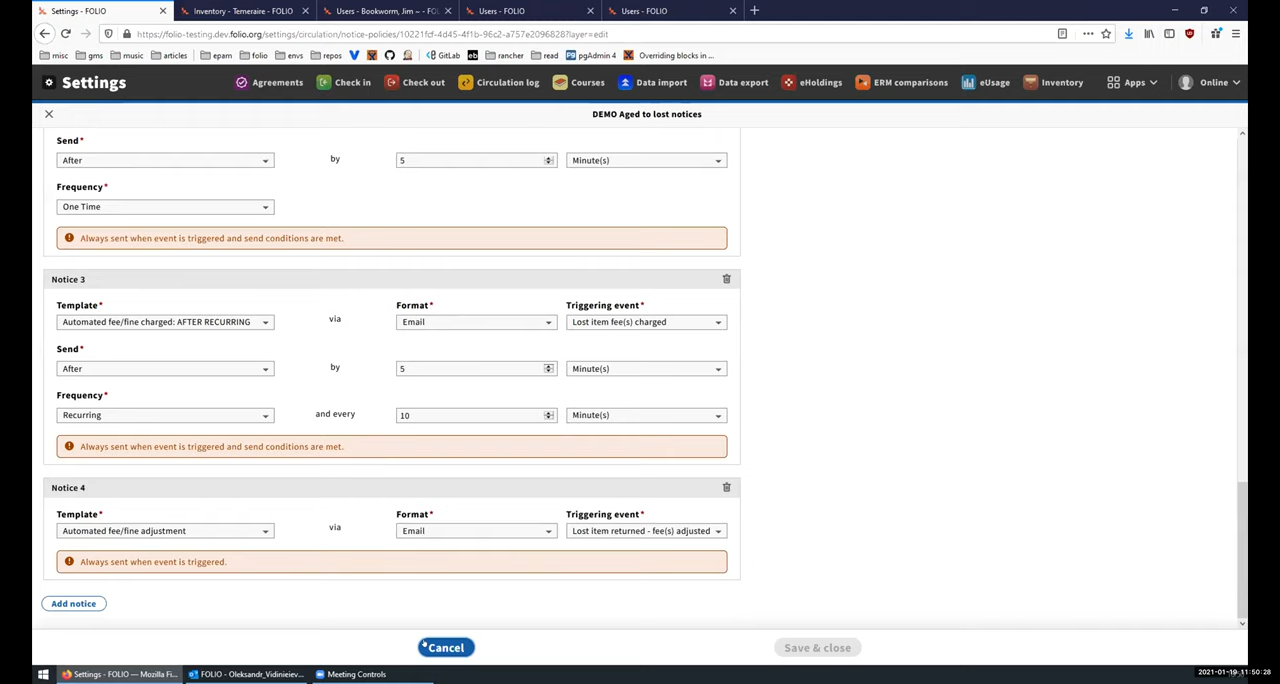 Settings - FOLIO
Inventory - Temeraire - FOLIO
Users - Bookworm, Jim ~ - FOL
Users - FOLIO
Users - FOLIO
https://folio-testing.dev.folio.org/settings/circulation/notice-policies/10221fcf-4d45-4f1b-96c2-a757e2096828?layer=edit
misc
gms
music
articles
epam
folio
envs
repos
GitLab
rancher
read
pgAdmin 4
Overriding blocks in ...
Settings
Agreements
Check in
Check out
Circulation log
Courses
Data import
Data export
eHoldings
ERM comparisons
eUsage
Inventory
Apps
Online
DEMO Aged to lost notices
Send*
After by 5 Minute(s)
Frequency*
One Time
Always sent when event is triggered and send conditions are met.
Notice 3
Template* Format* Triggering event*
Automated fee/fine charged: AFTER RECURRING via Email Lost item fee(s) charged
Send*
After by 5 Minute(s)
Frequency*
Recurring and every 10 Minute(s)
Always sent when event is triggered and send conditions are met.
Notice 4
Template* Format* Triggering event*
Automated fee/fine adjustment via Email Lost item returned - fee(s) adjusted
Always sent when event is triggered.
Add notice
Cancel
Save & close
Settings - FOLIO — Mozilla Fi...
FOLIO - Oleksandr_Vidinieiev...
Meeting Controls
2021-01-19 11:50:28